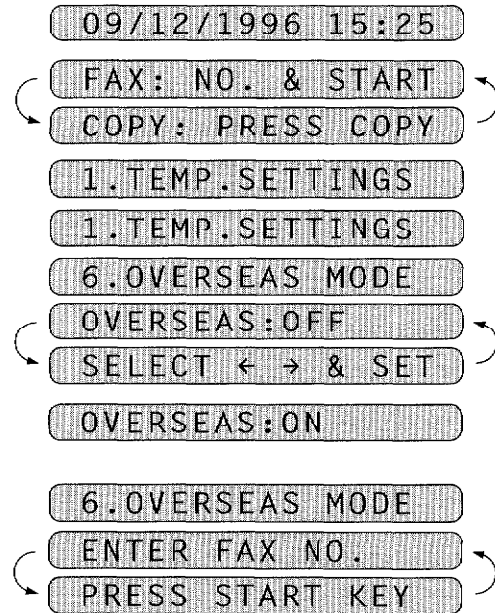 09/12/1996 15:25
FAX: NO. & START
COPY: PRESS COPY
1.TEMP.SETTINGS
1.TEMP.SETTINGS
6.OVERSEAS MODE
OVERSEAS:OFF
SELECT ← → & SET
OVERSEAS:ON
6.OVERSEAS MODE
ENTER FAX NO.
PRESS START KEY